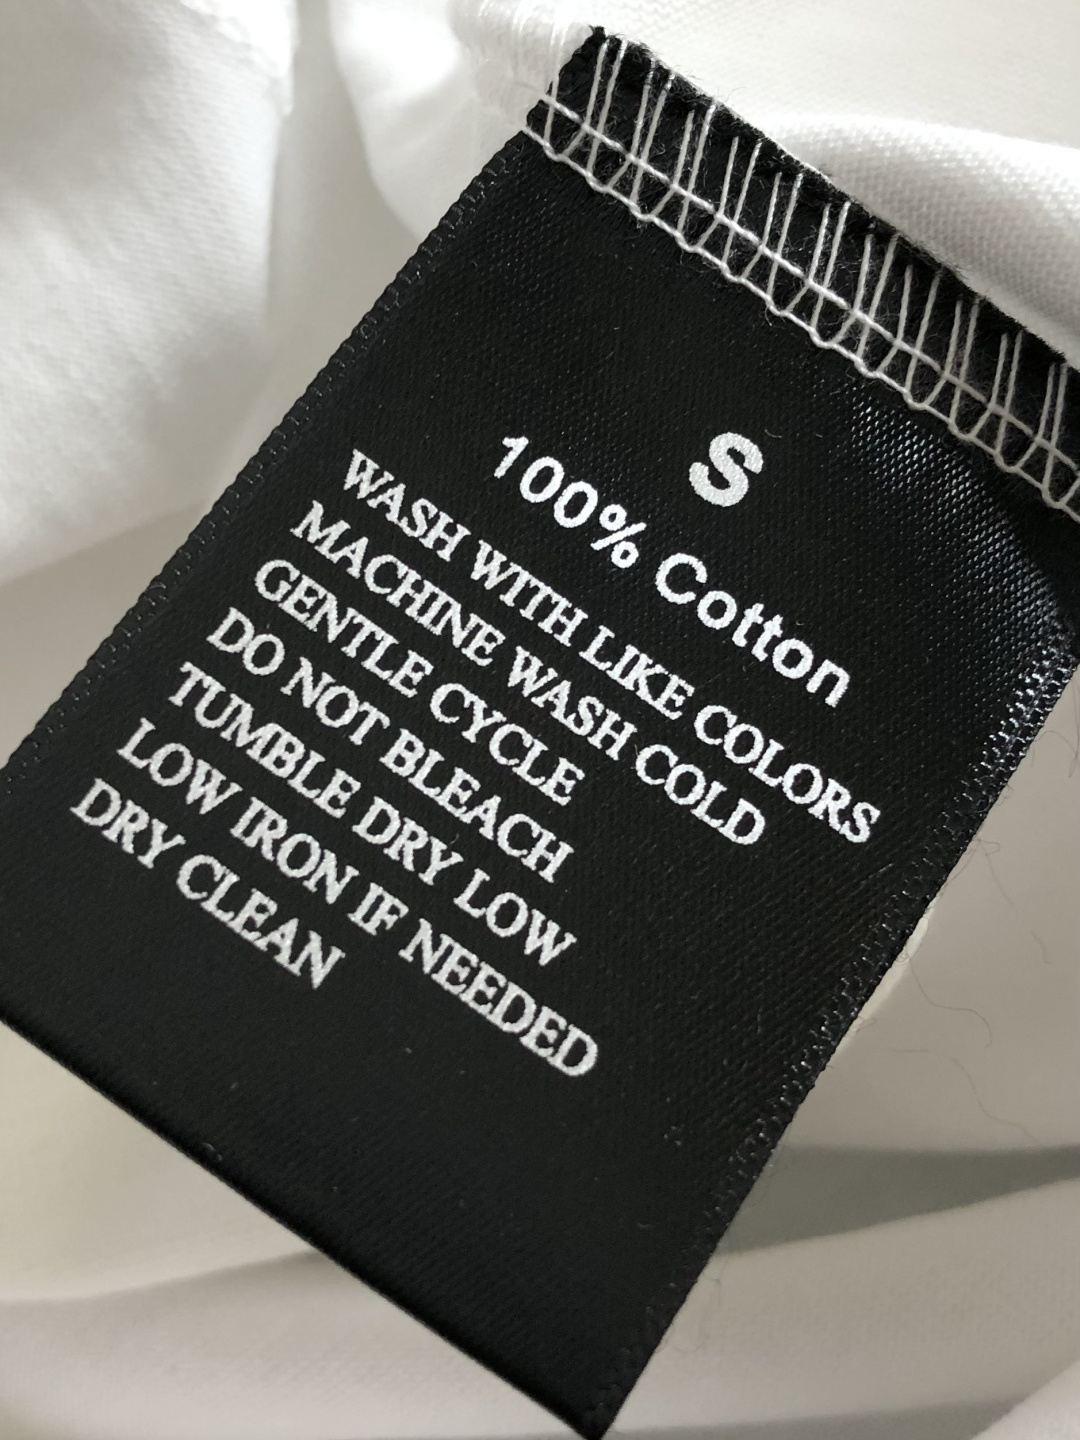 S
100% Cotton
WASH WITH LIKE COLORS
MACHINE WASH COLD
GENTLE CYCLE
DO NOT BLEACH
TUMBLE DRY LOW
LOW IRON IF NEEDED
DRY CLEAN